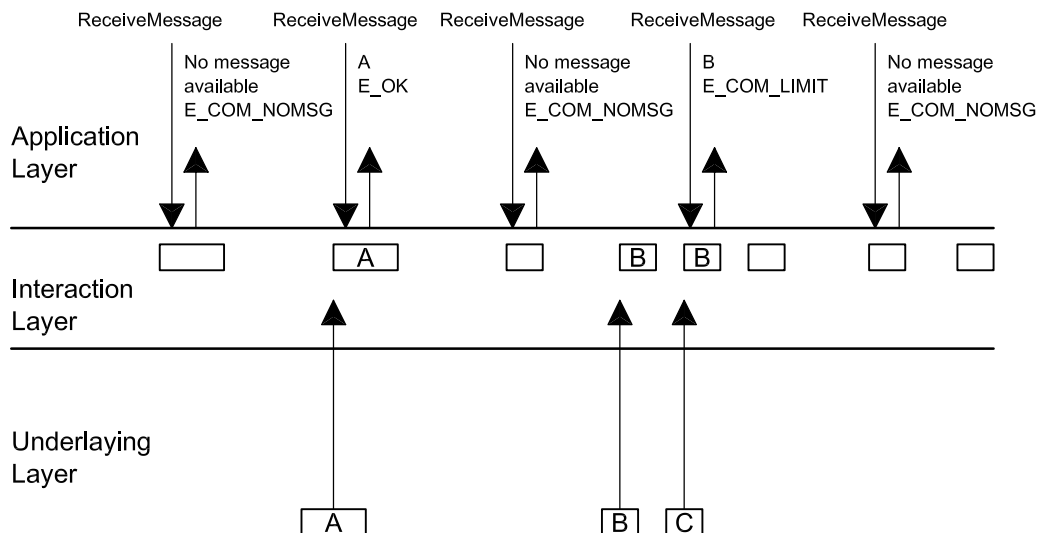 ReceiveMessage ReceiveMessage ReceiveMessage ReceiveMessage ReceiveMessage
No message
available
E_COM_NOMSG
A
E_OK
No message
available
E_COM_NOMSG
B
E_COM_LIMIT
No message
available
E_COM_NOMSG
Application
Layer
A B B
Interaction
Layer
Underlaying
Layer
A B C